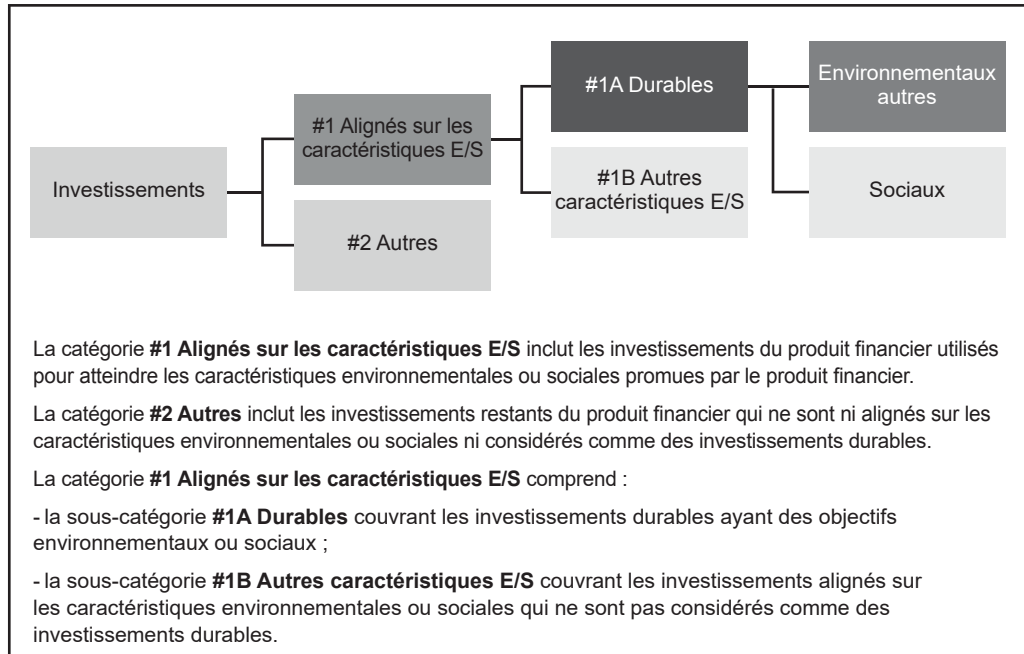 Investissements
#1 Alignés sur les
caractéristiques E/S
#2 Autres
#1A Durables
#1B Autres
caractéristiques E/S
Environnementaux
autres
Sociaux
La catégorie #1 Alignés sur les caractéristiques E/S inclut les investissements du produit financier utilisés
pour atteindre les caractéristiques environnementales ou sociales promues par le produit financier.
La catégorie #2 Autres inclut les investissements restants du produit financier qui ne sont ni alignés sur les
caractéristiques environnementales ou sociales ni considérés comme des investissements durables.
La catégorie #1 Alignés sur les caractéristiques E/S comprend :
- la sous-catégorie #1A Durables couvrant les investissements durables ayant des objectifs
environnementaux ou sociaux ;
- la sous-catégorie #1B Autres caractéristiques E/S couvrant les investissements alignés sur
les caractéristiques environnementales ou sociales qui ne sont pas considérés comme des
investissements durables.